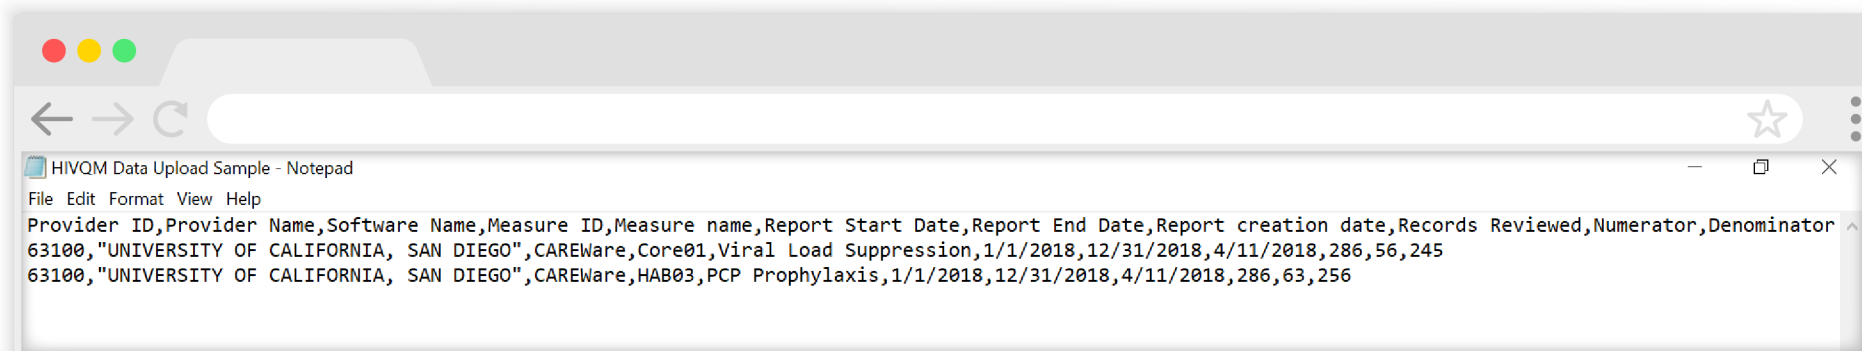 HIVQM Data Upload Sample - Notepad
File Edit Format View Help
Provider ID,Provider Name,Software Name,Measure ID,Measure name,Report Start Date,Report End Date,Report creation date,Records Reviewed,Numerator,Denominator
63100,"UNIVERSITY OF CALIFORNIA, SAN DIEGO",CAREWare,Core01,Viral Load Suppression,1/1/2018,12/31/2018,4/11/2018,286,56,245
63100,"UNIVERSITY OF CALIFORNIA, SAN DIEGO",CAREWare,HAB03,PCP Prophylaxis,1/1/2018,12/31/2018,4/11/2018,286,63,256